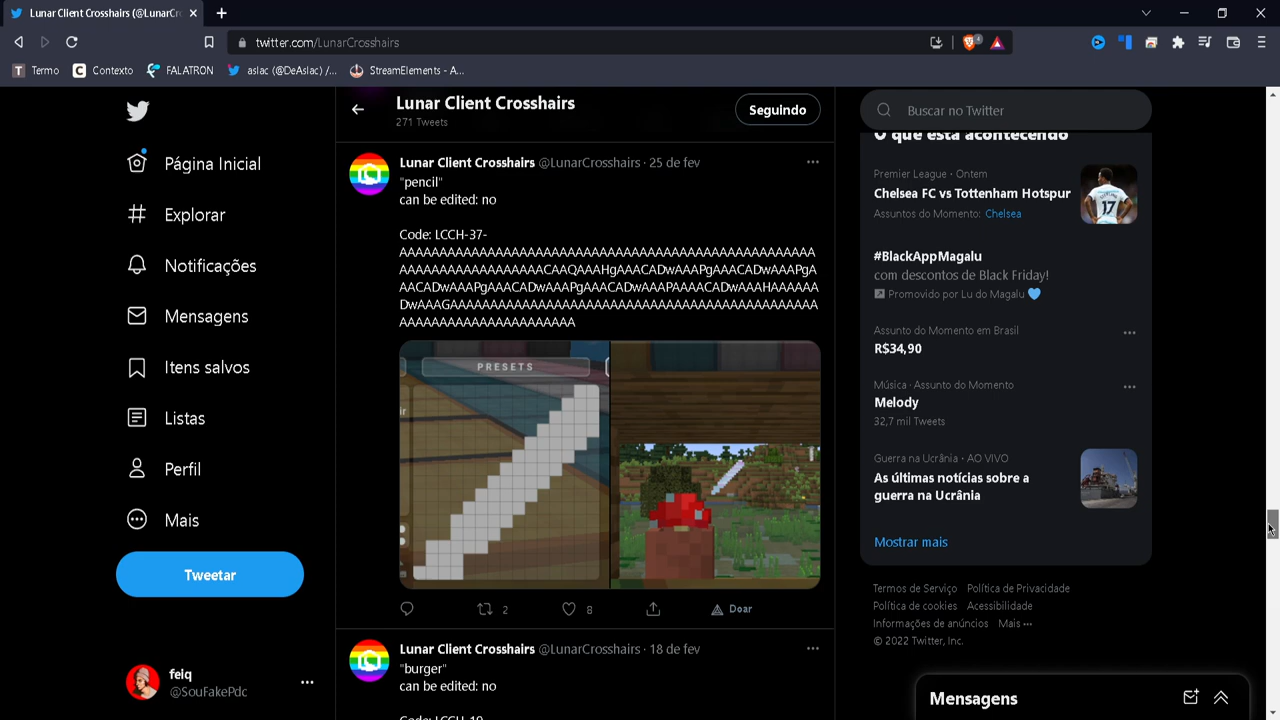 Lunar Client Crosshairs (@LunarCr
twitter.com/LunarCrosshairs
4
T Termo
C Contexto
FALATRON
aslac (@DeAslac) /...
StreamElements - A...
Página Inicial
Explorar
Notificações
Mensagens
Itens salvos
Listas
Perfil
Mais
Tweetar
felq
@SouFakePdc
Lunar Client Crosshairs
271 Tweets
Seguindo
Lunar Client Crosshairs @LunarCrosshairs · 25 de fev
"pencil"
can be edited: no
Code: LCCH-37-
AAAAAAAAAAAAAAAAAAAAAAAAAAAAAAAAAAAAAAAAAAAAAAAAAAAA
AAAAAAAAAAAAAAAAAACAAQAAAHgAAACADwAAAPgAAACADwAAAPgA
AACADwAAAPgAAACADwAAAPgAAACADwAAAPAAAACADwAAAHAAAAAA
DwAAAGAAAAAAAAAAAAAAAAAAAAAAAAAAAAAAAAAAAAAAAAAAAAAA
AAAAAAAAAAAAAAAAAAAAAA
PRESETS
2
8
Doar
Lunar Client Crosshairs @LunarCrosshairs · 18 de fev
"burger"
can be edited: no
Code: LCCH-19-
Buscar no Twitter
O que está acontecendo
Premier League · Ontem
Chelsea FC vs Tottenham Hotspur
Assuntos do Momento: Chelsea
17
#BlackAppMagalu
com descontos de Black Friday!
Promovido por Lu do Magalu
Assunto do Momento em Brasil
R$34,90
Música · Assunto do Momento
Melody
32,7 mil Tweets
Guerra na Ucrânia · AO VIVO
As últimas notícias sobre a
guerra na Ucrânia
Mostrar mais
Termos de Serviço Política de Privacidade
Política de cookies Acessibilidade
Informações de anúncios Mais ···
© 2022 Twitter, Inc.
Mensagens